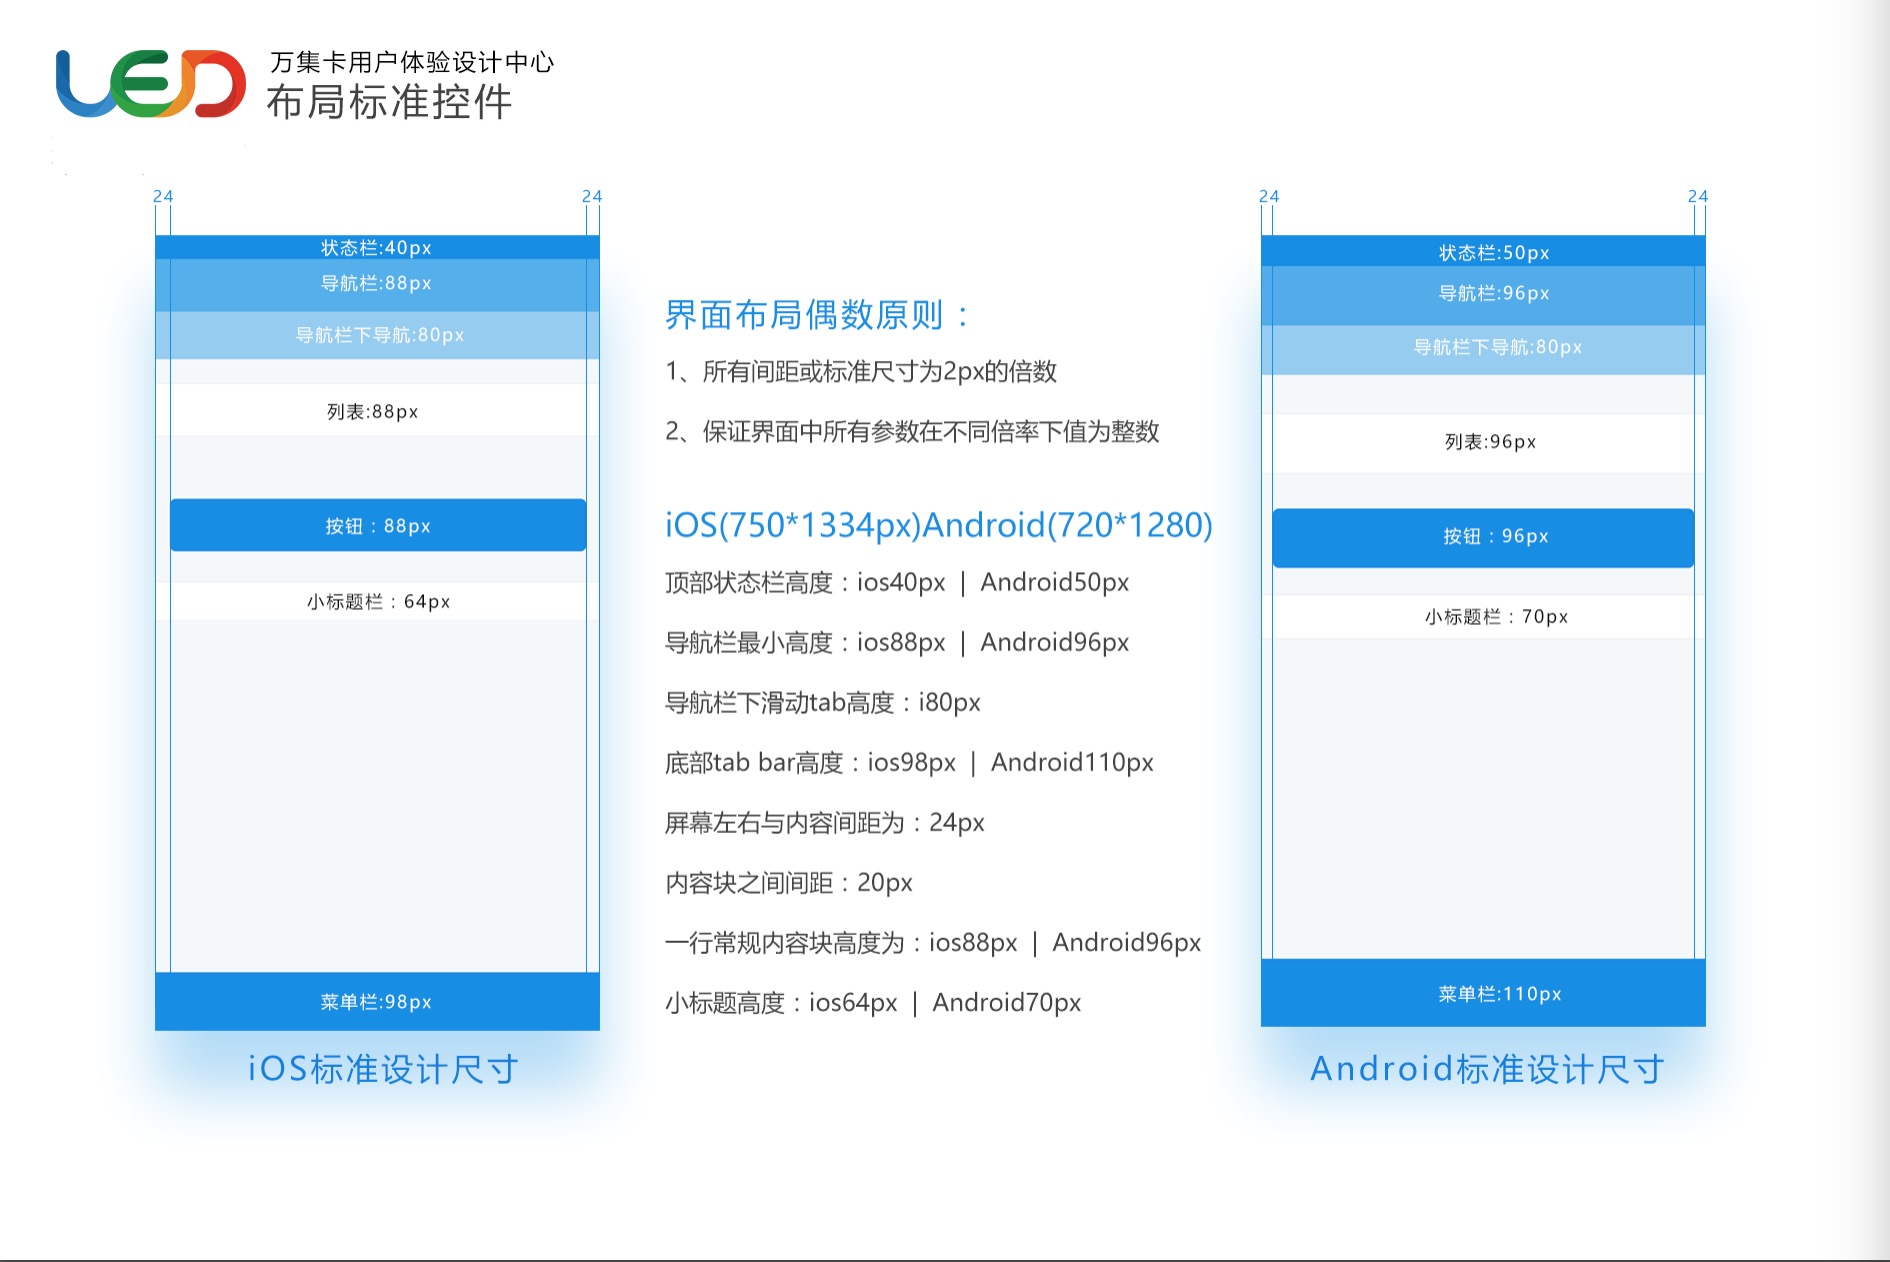 UED
万集卡用户体验设计中心
布局标准控件
24
24
状态栏:40px
导航栏:88px
导航栏下导航:80px
列表:88px
按钮：88px
小标题栏：64px
菜单栏:98px
iOS标准设计尺寸
界面布局偶数原则：
1、所有间距或标准尺寸为2px的倍数
2、保证界面中所有参数在不同倍率下值为整数
iOS(750*1334px)Android(720*1280)
顶部状态栏高度：ios40px | Android50px
导航栏最小高度：ios88px | Android96px
导航栏下滑动tab高度：i80px
底部tab bar高度：ios98px | Android110px
屏幕左右与内容间距为：24px
内容块之间间距：20px
一行常规内容块高度为：ios88px | Android96px
小标题高度：ios64px | Android70px
24
24
状态栏:50px
导航栏:96px
导航栏下导航:80px
列表:96px
按钮：96px
小标题栏：70px
菜单栏:110px
Android标准设计尺寸